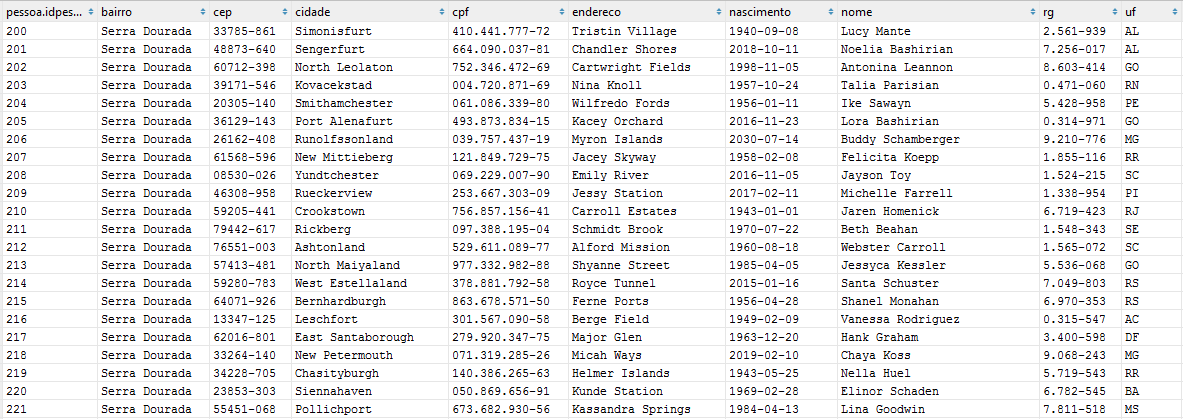 pessoa.idpes... bairro cep cidade cpf endereco nascimento nome rg uf
200 Serra Dourada 33785-861 Simonisfurt 410.441.777-72 Tristin Village 1940-09-08 Lucy Mante 2.561-939 AL
201 Serra Dourada 48873-640 Sengerfurt 664.090.037-81 Chandler Shores 2018-10-11 Noelia Bashirian 7.256-017 AL
202 Serra Dourada 60712-398 North Leolaton 752.346.472-69 Cartwright Fields 1998-11-05 Antonina Leannon 8.603-414 GO
203 Serra Dourada 39171-546 Kovacekstad 004.720.871-69 Nina Knoll 1957-10-24 Talia Parisian 0.471-060 RN
204 Serra Dourada 20305-140 Smithamchester 061.086.339-80 Wilfredo Fords 1956-01-11 Ike Sawayn 5.428-958 PE
205 Serra Dourada 36129-143 Port Alenafurt 493.873.834-15 Kacey Orchard 2016-11-23 Lora Bashirian 0.314-971 GO
206 Serra Dourada 26162-408 Runolfssonland 039.757.437-19 Myron Islands 2030-07-14 Buddy Schamberger 9.210-776 MG
207 Serra Dourada 61568-596 New Mittieberg 121.849.729-75 Jacey Skyway 1958-02-08 Felicita Koepp 1.855-116 RR
208 Serra Dourada 08530-026 Yundtchester 069.229.007-90 Emily River 2016-11-05 Jayson Toy 1.524-215 SC
209 Serra Dourada 46308-958 Rueckerview 253.667.303-09 Jessy Station 2017-02-11 Michelle Farrell 1.338-954 PI
210 Serra Dourada 59205-441 Crookstown 756.857.156-41 Carroll Estates 1943-01-01 Jaren Homenick 6.719-423 RJ
211 Serra Dourada 79442-617 Rickberg 097.388.195-04 Schmidt Brook 1970-07-22 Beth Beahan 1.548-343 SE
212 Serra Dourada 76551-003 Ashtonland 529.611.089-77 Alford Mission 1960-08-18 Webster Carroll 1.565-072 SC
213 Serra Dourada 57413-481 North Maiyaland 977.332.982-88 Shyanne Street 1985-04-05 Jessyca Kessler 5.536-068 GO
214 Serra Dourada 59280-783 West Estellaland 378.881.792-58 Royce Tunnel 2015-01-16 Santa Schuster 7.049-803 RS
215 Serra Dourada 64071-926 Bernhardburgh 863.678.571-50 Ferne Ports 1956-04-28 Shanel Monahan 6.970-353 RS
216 Serra Dourada 13347-125 Leschfort 301.567.090-58 Berge Field 1949-02-09 Vanessa Rodriguez 0.315-547 AC
217 Serra Dourada 62016-801 East Santaborough 279.920.347-75 Major Glen 1963-12-20 Hank Graham 3.400-598 DF
218 Serra Dourada 33264-140 New Petermouth 071.319.285-26 Micah Ways 2019-02-10 Chaya Koss 9.068-243 MG
219 Serra Dourada 34228-705 Chasityburgh 140.386.265-63 Helmer Islands 1943-05-25 Nella Huel 5.719-543 RR
220 Serra Dourada 23853-303 Siennahaven 050.869.656-91 Kunde Station 1969-02-28 Elinor Schaden 6.782-545 BA
221 Serra Dourada 55451-068 Pollichport 673.682.930-56 Kassandra Springs 1984-04-13 Lina Goodwin 7.811-518 MS